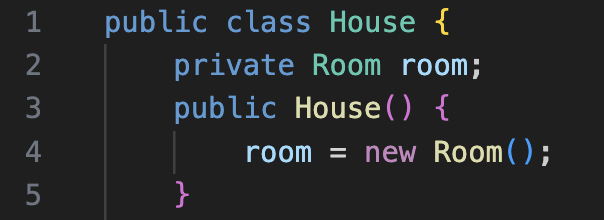 1 public class House {
2 private Room room;
3 public House() {
4 room = new Room();
5 }